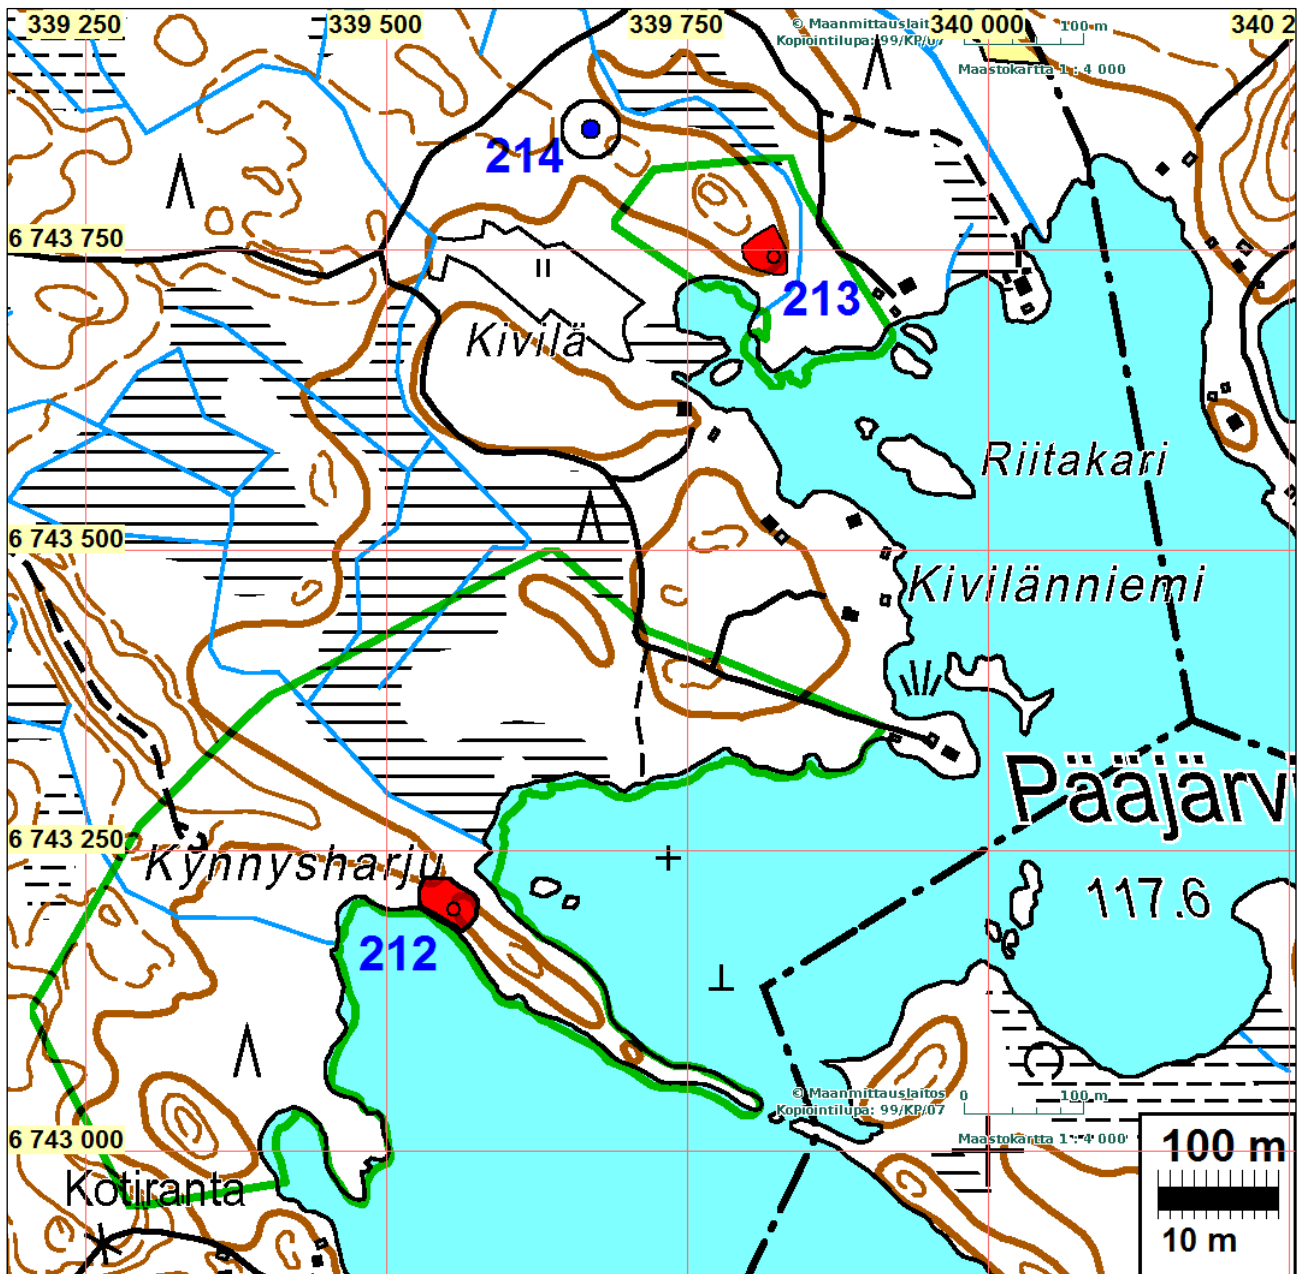 339 250
339 500
339 750
© Maanmittauslait
340 000
100 m
340 2
Kopiointilupa: 99/KP/07
Maastokartta 1 : 4 000
214
6 743 750
213
Kivilä
Riitakari
6 743 500
Kivilänniemi
Pääjärvi
6 743 250
Kynnysharju
117.6
212
© Maanmittauslaitos
0
100 m
Kopiointilupa: 99/KP/07
Maastokartta 1 : 4 000
6 743 000
100 m
Kotiranta
10 m